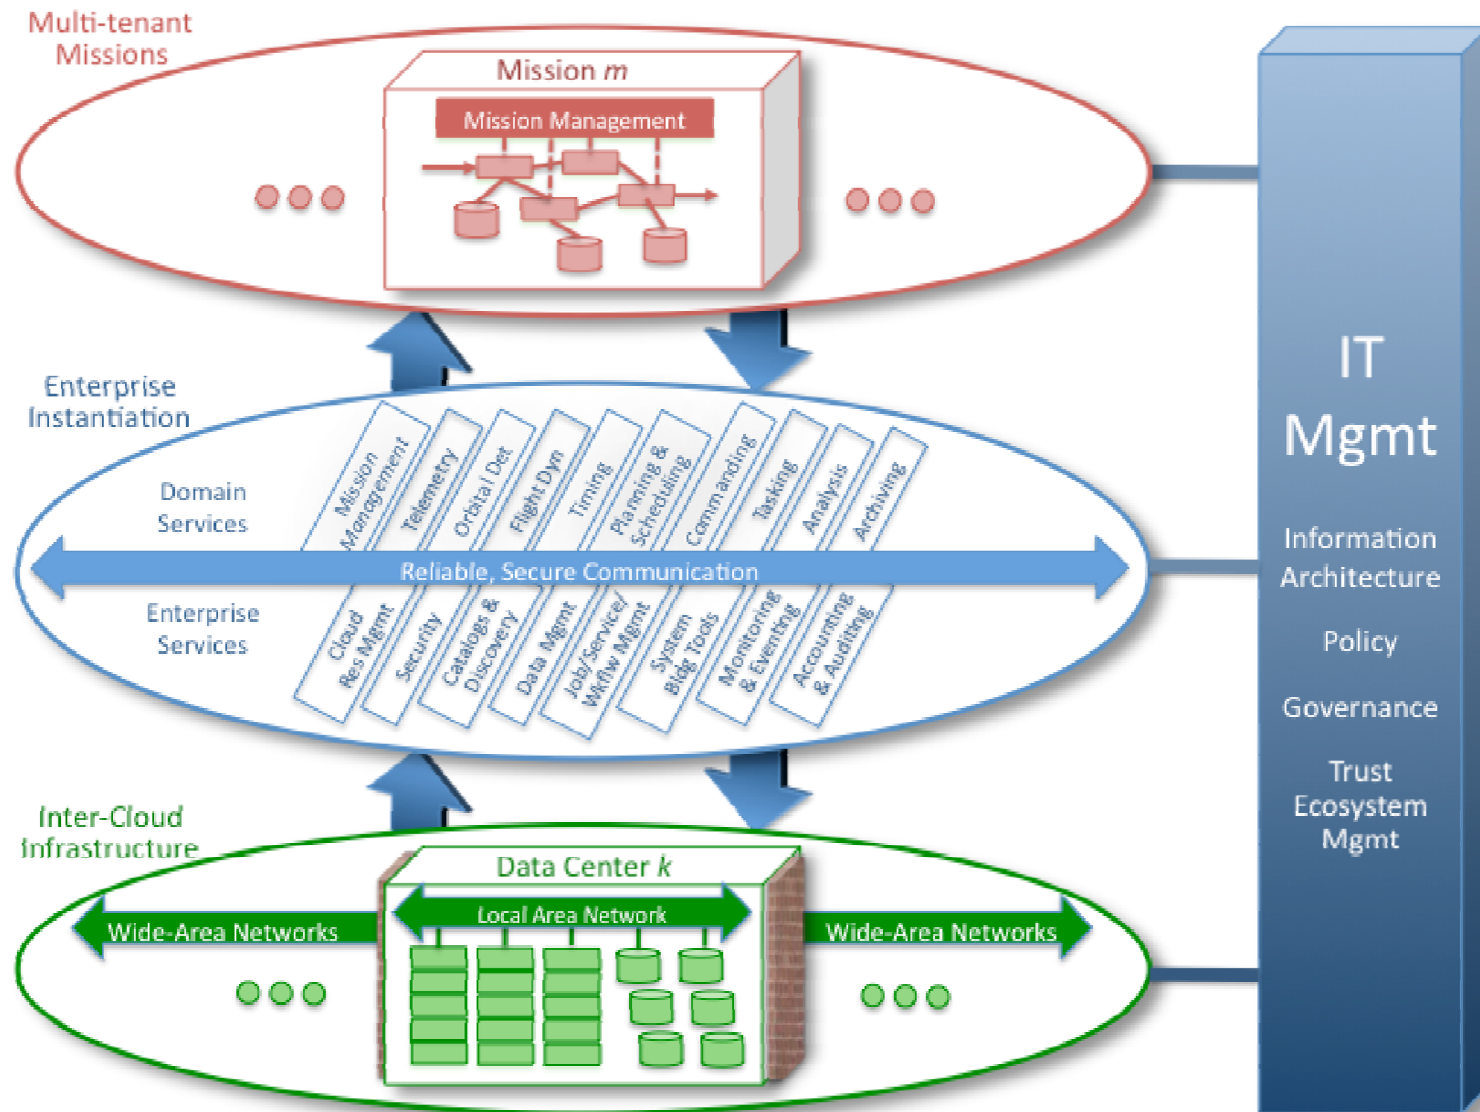 Multi-tenant
Missions
Mission m
Mission Management
Enterprise
Instantiation
Domain
Services
Mission
Management
Telemetry
Orbital Det
Flight Dyn
Timing
Planning &
Scheduling
Commanding
Tasking
Analysis
Archiving
Reliable, Secure Communication
Enterprise
Services
Cloud
Res Mgmt
Security
Catalogs &
Discovery
Data Mgmt
Job/Service/
Wkflw Mgmt
System
Bldg Tools
Monitoring
& Eventing
Accounting
& Auditing
Inter-Cloud
Infrastructure
Data Center k
Local Area Network
Wide-Area Networks
Wide-Area Networks
IT
Mgmt
Information
Architecture
Policy
Governance
Trust
Ecosystem
Mgmt